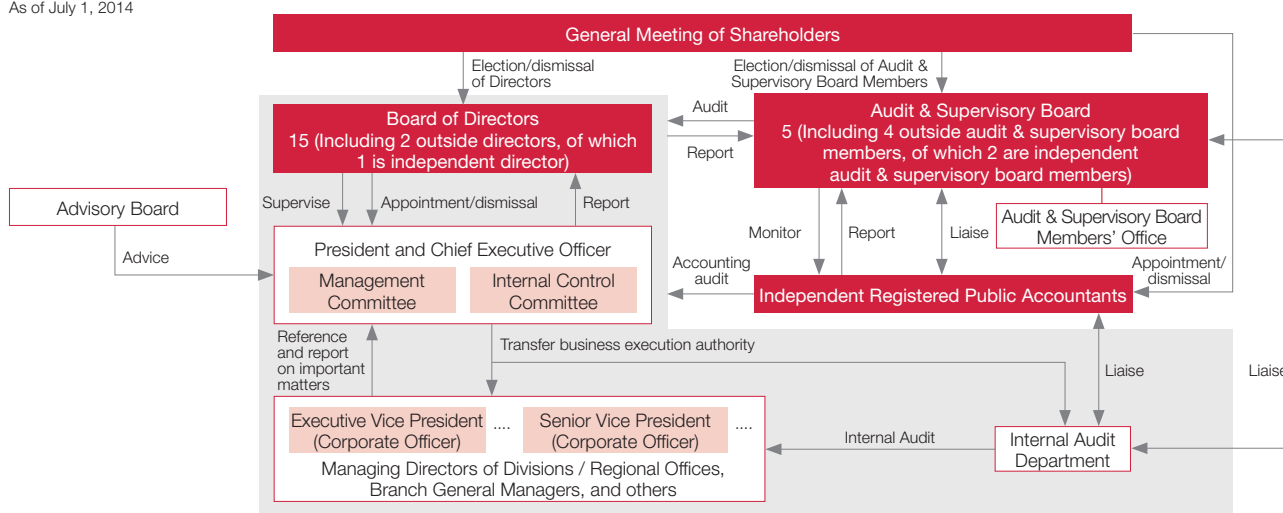 As of July 1, 2014
General Meeting of Shareholders
Election/dismissal
of Directors
Election/dismissal of Audit &
Supervisory Board Members
Board of Directors
15 (Including 2 outside directors, of which
1 is independent director)
Audit
Report
Audit & Supervisory Board
5 (Including 4 outside audit & supervisory board
members, of which 2 are independent
audit & supervisory board members)
Advisory Board
Supervise
Appointment/dismissal
Report
Audit & Supervisory Board
Members’ Office
Monitor
Report
Liaise
Advice
President and Chief Executive Officer
Management
Committee
Internal Control
Committee
Accounting
audit
Independent Registered Public Accountants
Appointment/
dismissal
Reference
and report
on important
matters
Transfer business execution authority
Liaise
Liaise
Executive Vice President
(Corporate Officer)
....
Senior Vice President
(Corporate Officer)
....
Managing Directors of Divisions / Regional Offices,
Branch General Managers, and others
Internal Audit
Internal Audit
Department